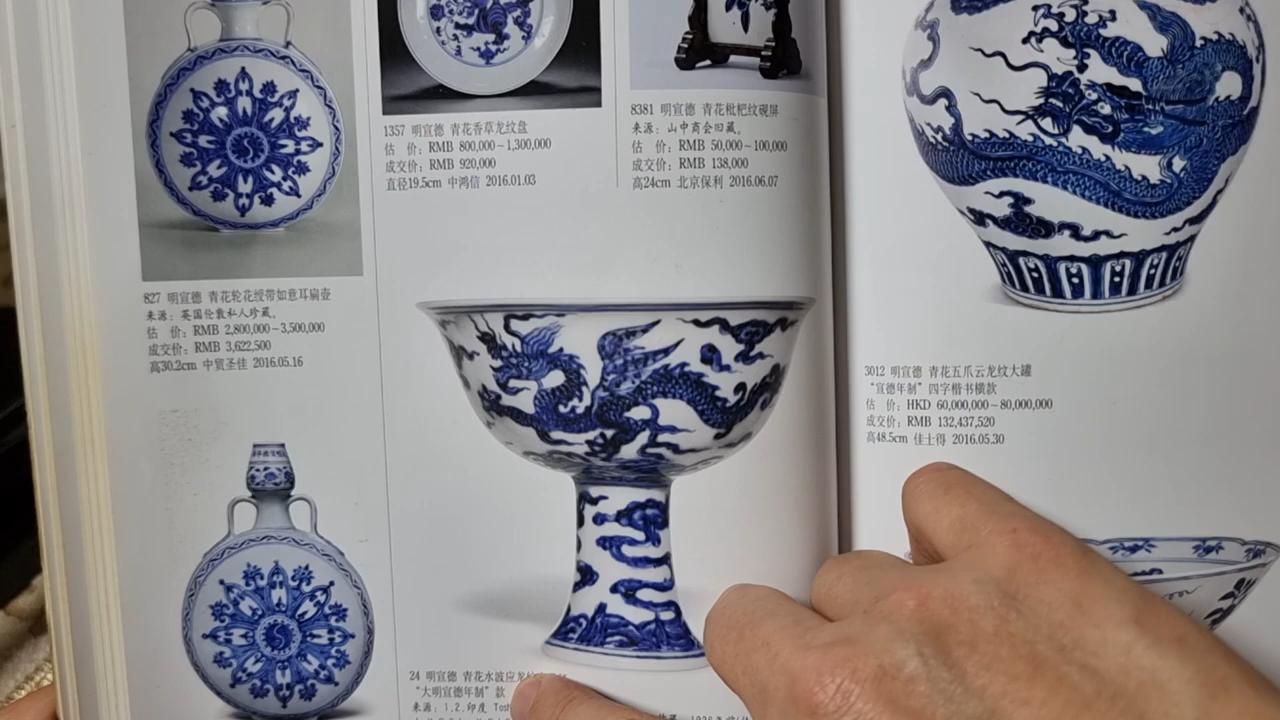 827 明宣德 青花轮花绶带如意耳扁壶
来源：英国伦敦私人珍藏。
估 价：RMB 2,800,000~3,500,000
成交价：RMB 3,622,500
高30.2cm 中贸圣佳 2016.05.16
1357 明宣德 青花香草龙纹盘
估 价：RMB 800,000~1,300,000
成交价：RMB 920,000
直径19.5cm 中鸿信 2016.01.03
8381 明宣德 青花枇杷纹砚屏
来源：山中商会旧藏。
估 价：RMB 50,000~100,000
成交价：RMB 138,000
高24cm 北京保利 2016.06.07
24 明宣德 青花水波应龙
“大明宣德年制”款
来源：1.2.印度 Tosh
3012 明宣德 青花五爪云龙纹大罐
“宣德年制”四字楷书横款
估 价：HKD 60,000,000~80,000,000
成交价：RMB 132,437,520
高48.5cm 佳士得 2016.05.30